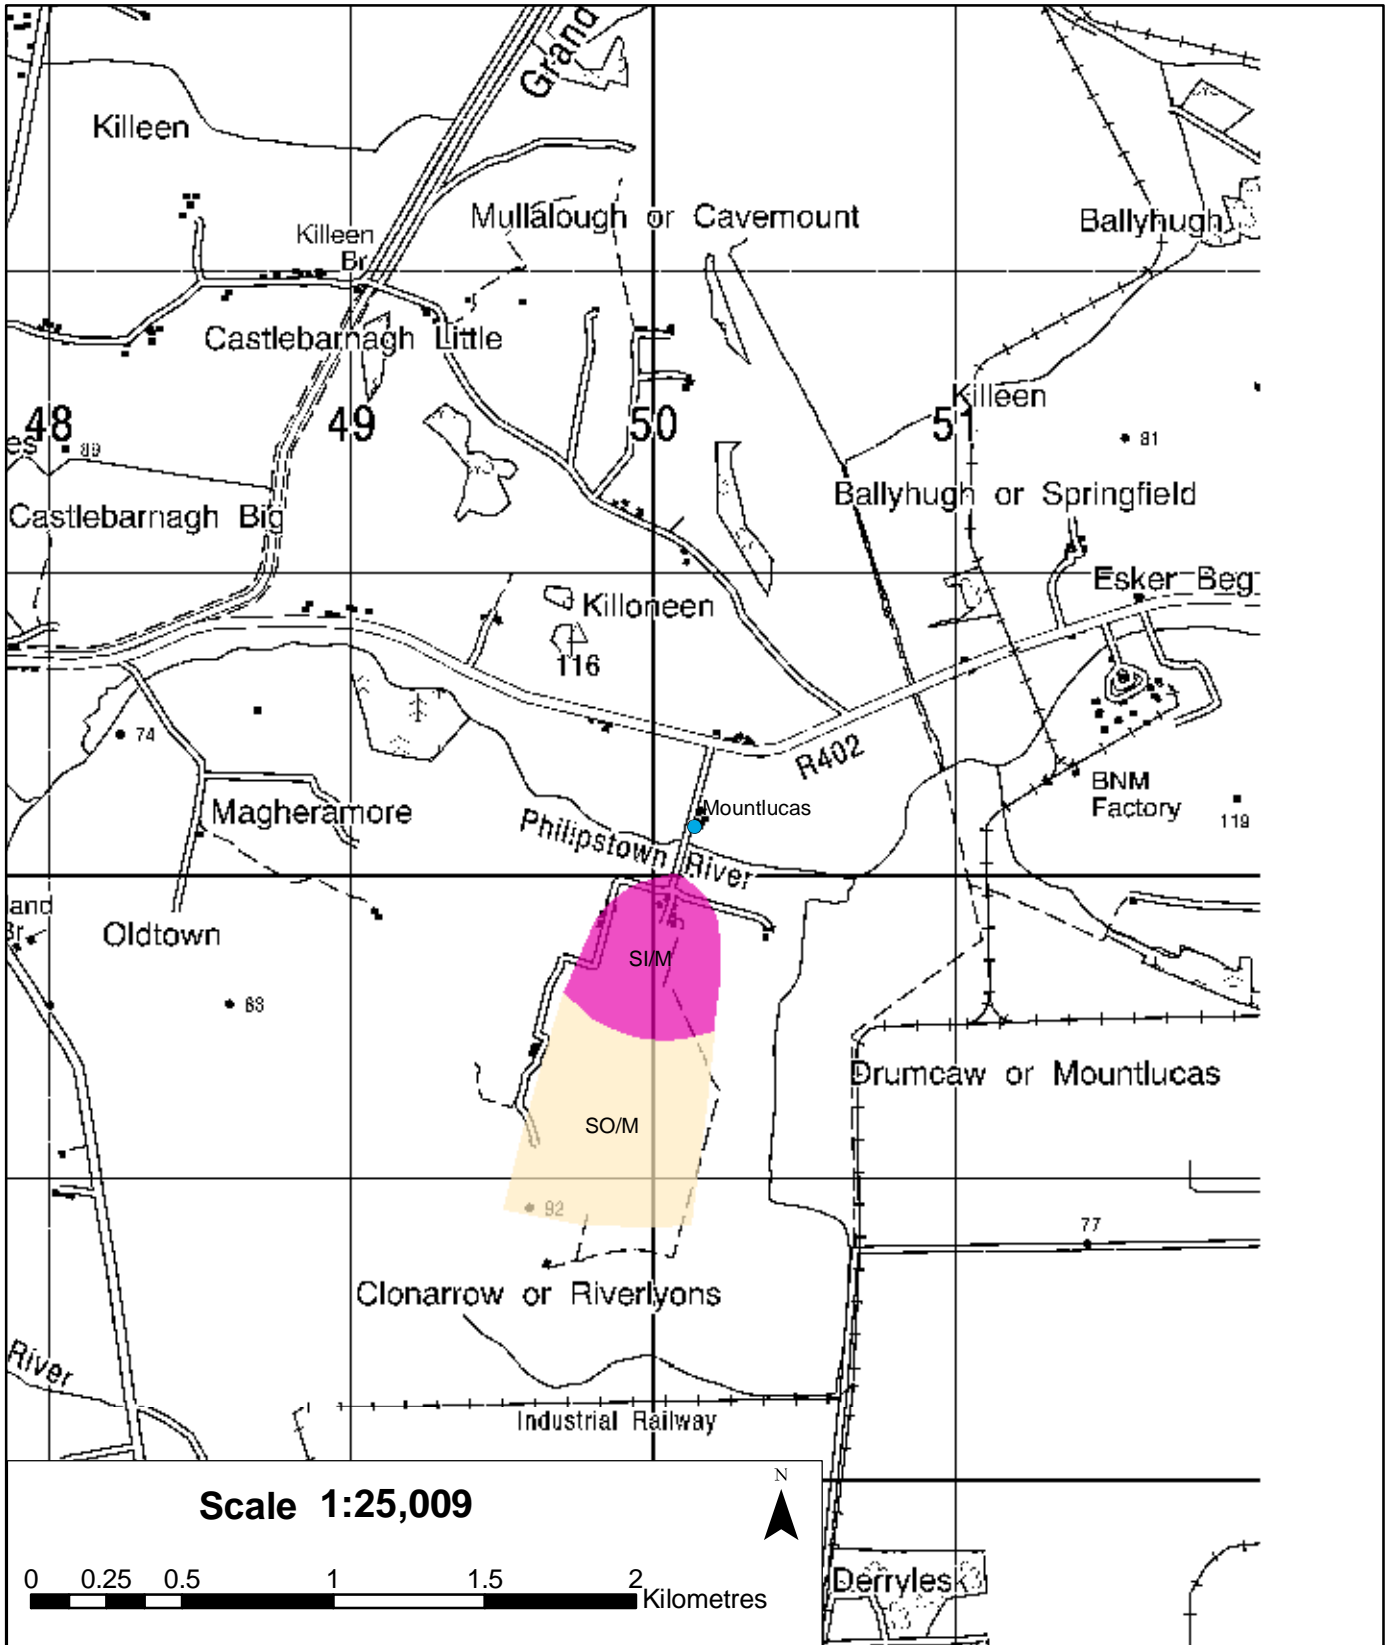 Grand
Killeen
Mullalough or Cavemount
Ballyhugh
Killeen
Br
Castlebarnagh Little
Killeen
48
49
50
51
es
89
81
Ballyhugh or Springfield
Castlebarnagh Big
Esker Beg
Killoneen
116
74
R402
BNM
Factory
Magheramore
Mountlucas
119
Philipstown River
and
Br
Oldtown
SI/M
Drumcaw or Mountlucas
SO/M
92
77
Clonarrow or Riverlyons
River
Industrial Railway
Scale 1:25,009
N
0 0.25 0.5 1 1.5 2
Kilometres
Derrylesk